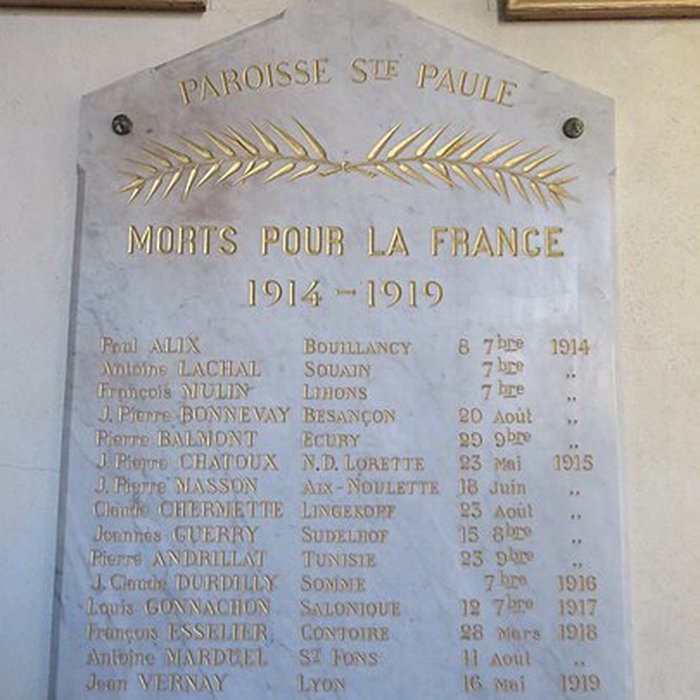 PAROISSE STE PAULE
MORTS POUR LA FRANCE
1914 - 1919
Paul ALIX BOUILLANCY 8 7bre 1914
Antoine LACHAL SOUAIN 7bre ,,
François MULIN LIHONS 7bre ,,
J. Pierre BONNEVAY BESANÇON 20 Août ,,
Pierre BALMONT ECURY 29 9bre ,,
J. Pierre CHATOUX N.D. LORETTE 23 Mai 1915
J. Pierre MASSON AIX-NOULETTE 18 Juin ,,
Claude CHERMETTE LINGEKOPF 23 Août ,,
Joannes GUERRY SUDELHOF 15 8bre ,,
Pierre ANDRILLAT TUNISIE 23 9bre ,,
J. Claude DURDILLY SOMME 7bre 1916
Louis GONNACHON SALONIQUE 12 7bre 1917
François ESSELIER CONTOIRE 28 Mars 1918
Antoine MARDUEL ST FONS 11 Aout ,,
Jean VERNAY LYON 16 Mai 1919